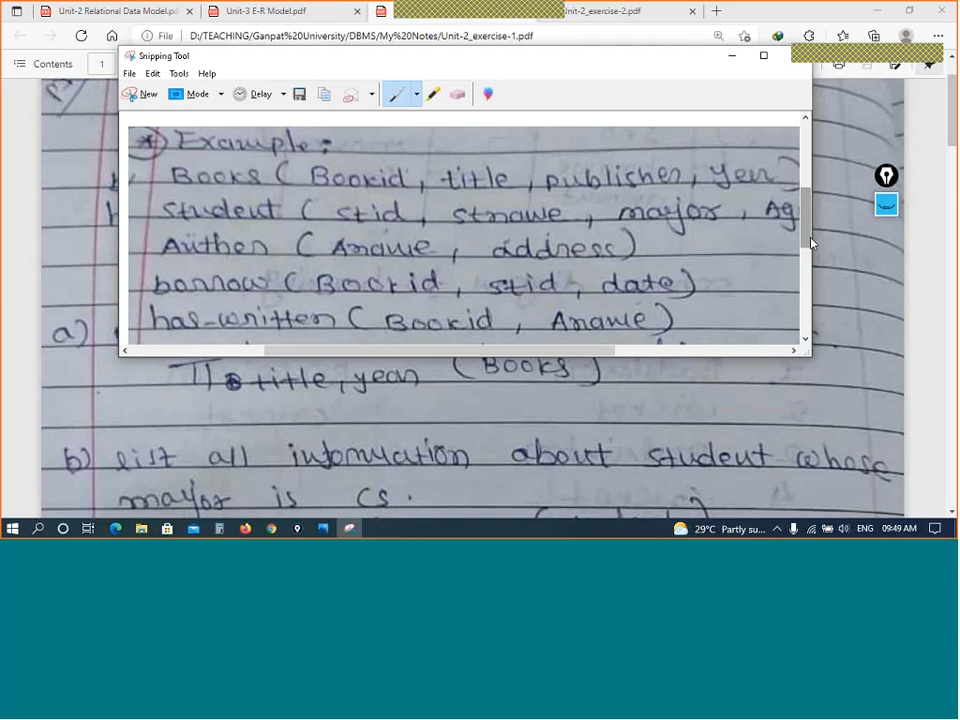 Unit-2 Relational Data Model.pdf
Unit-3 E-R Model.pdf
Unit-2_exercise-2.pdf
File
D:/TEACHING/Ganpat%20University/DBMS/My%20Notes/Unit-2_exercise-1.pdf
Contents
1
Snipping Tool
File Edit Tools Help
New Mode Delay
Example:
Books ( Bookid, title, publisher, year)
Student ( stid, stname, major, Ag
Auther ( Aname, address)
borrow ( Bookid, stid, date)
has-written ( Bookid, Aname)
a)
Π title, year (Books)
b) list all information about student whose
major is CS.
29°C Partly su...
ENG
09:49 AM